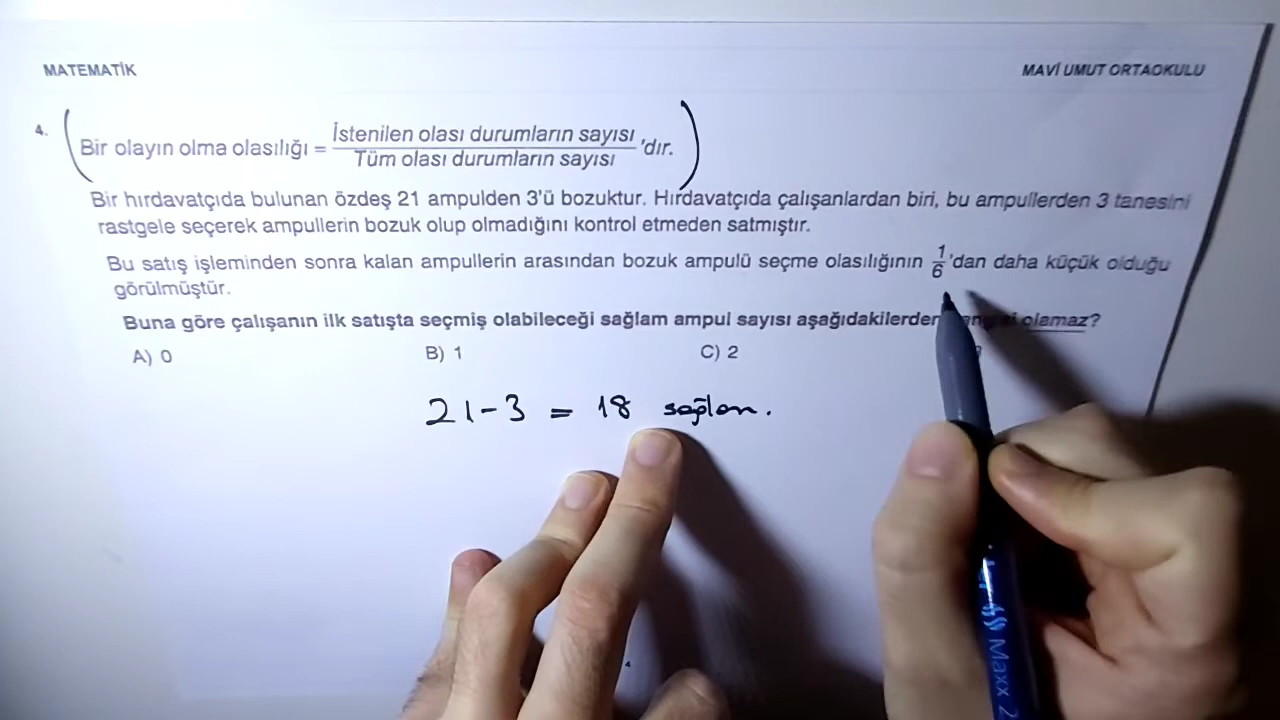 MATEMATİK
MAVİ UMUT ORTAOKULU
4.
Bir olayın olma olasılığı = İstenilen olası durumların sayısı / Tüm olası durumların sayısı 'dır.
Bir hırdavatçıda bulunan özdeş 21 ampulden 3'ü bozuktur. Hırdavatçıda çalışanlardan biri, bu ampullerden 3 tanesini
rastgele seçerek ampullerin bozuk olup olmadığını kontrol etmeden satmıştır.
Bu satış işleminden sonra kalan ampullerin arasından bozuk ampulü seçme olasılığının 1/6'dan daha küçük olduğu
görülmüştür.
Buna göre çalışanın ilk satışta seçmiş olabileceği sağlam ampul sayısı aşağıdakilerden olamaz?
A) 0 B) 1 C) 2
21-3 = 18 sağlam.
4
Maxx 2